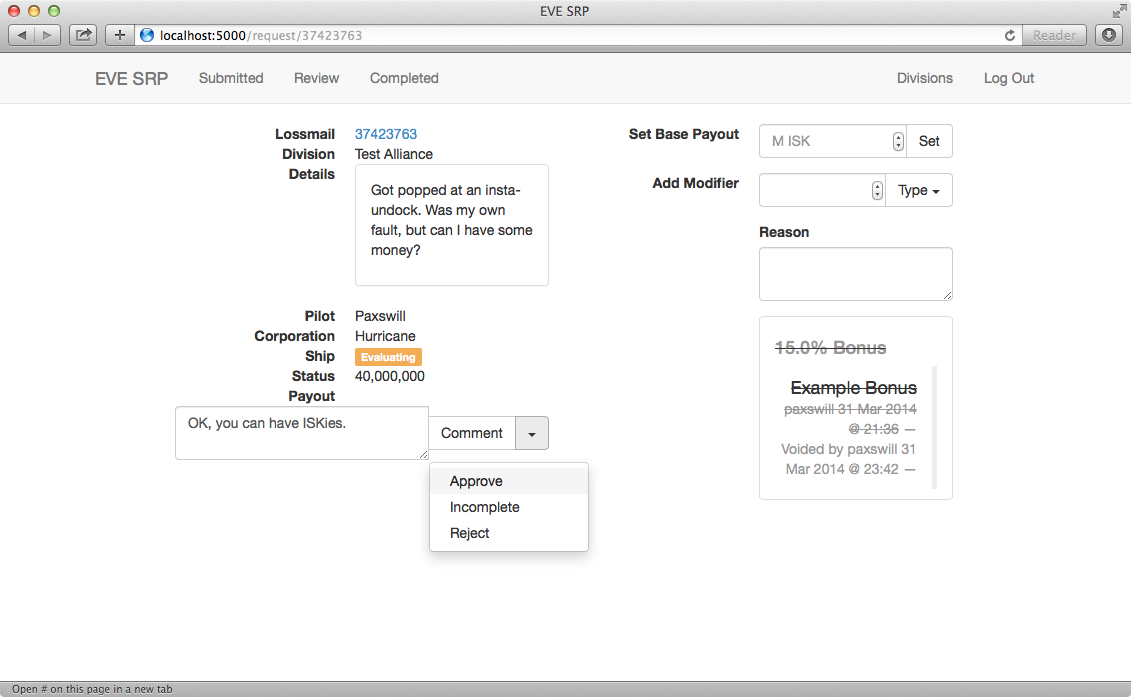 EVE SRP
localhost:5000/request/37423763
Reader
EVE SRP Submitted Review Completed Divisions Log Out
Lossmail 37423763
Division Test Alliance
Details
Got popped at an insta-
undock. Was my own
fault, but can I have some
money?
Pilot Paxswill
Corporation Hurricane
Ship Evaluating
Status 40,000,000
Payout
OK, you can have ISKies.
Comment
Approve
Incomplete
Reject
Set Base Payout M ISK Set
Add Modifier Type
Reason
15.0% Bonus
Example Bonus
paxswill 31 Mar 2014
@ 21:36 —
Voided by paxswill 31
Mar 2014 @ 23:42 —
Open # on this page in a new tab